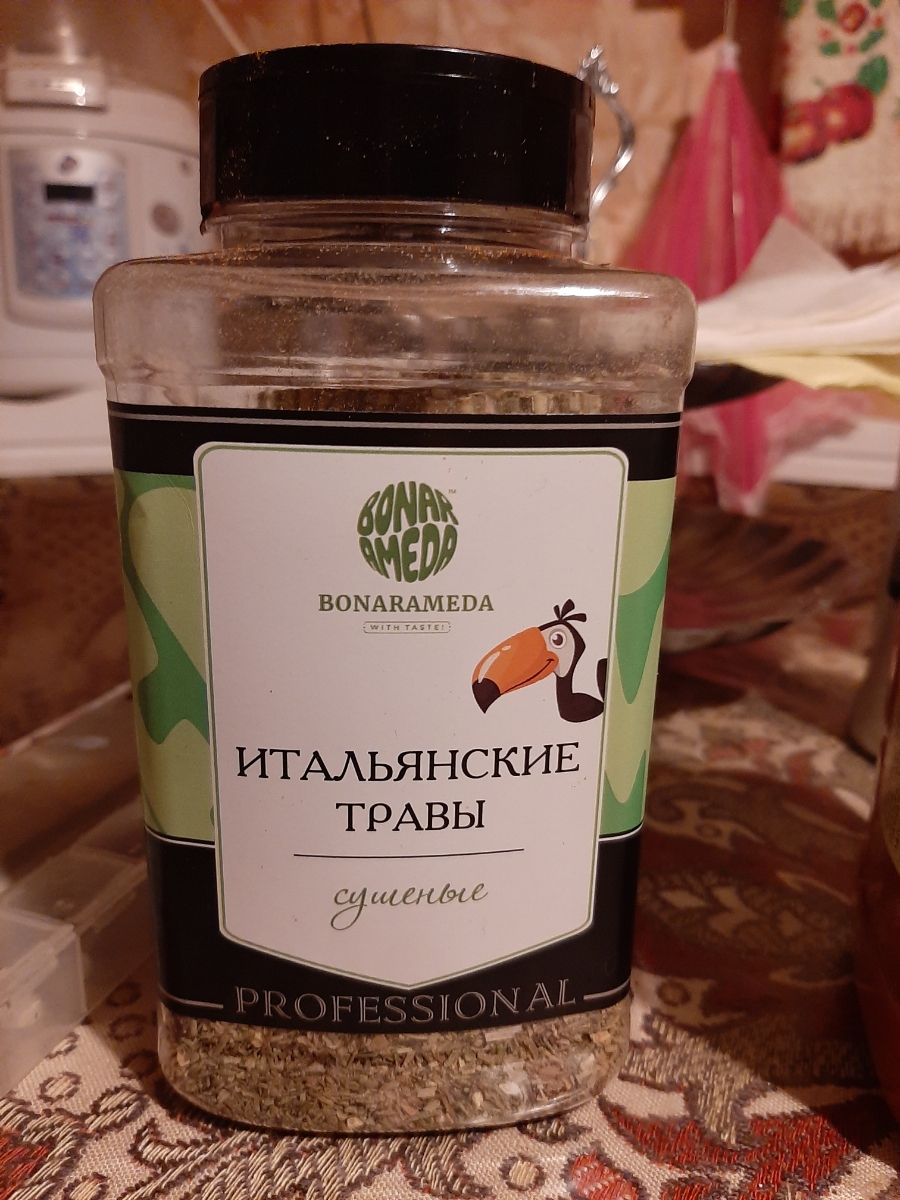 BONAR
AMEDA
BONARAMEDA
WITH TASTE!
ИТАЛЬЯНСКИЕ
ТРАВЫ
сушеные
PROFESSIONAL